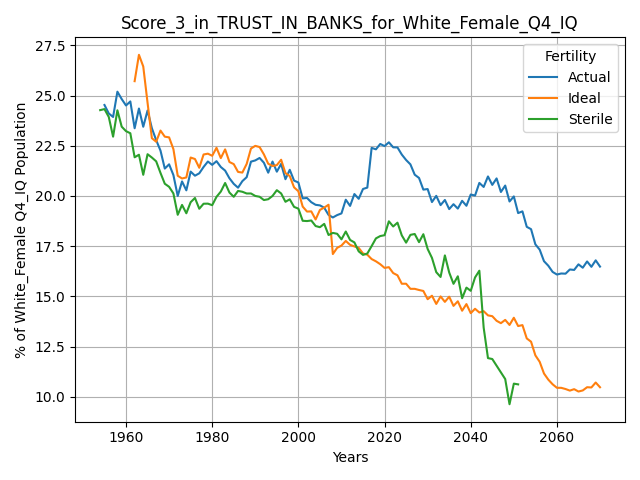 Score_3_in_TRUST_IN_BANKS_for_White_Female_Q4_IQ
27.5
25.0
22.5
20.0
17.5
15.0
12.5
10.0
% of White_Female Q4_IQ Population
Fertility
Actual
Ideal
Sterile
1960
1980
2000
2020
2040
2060
Years